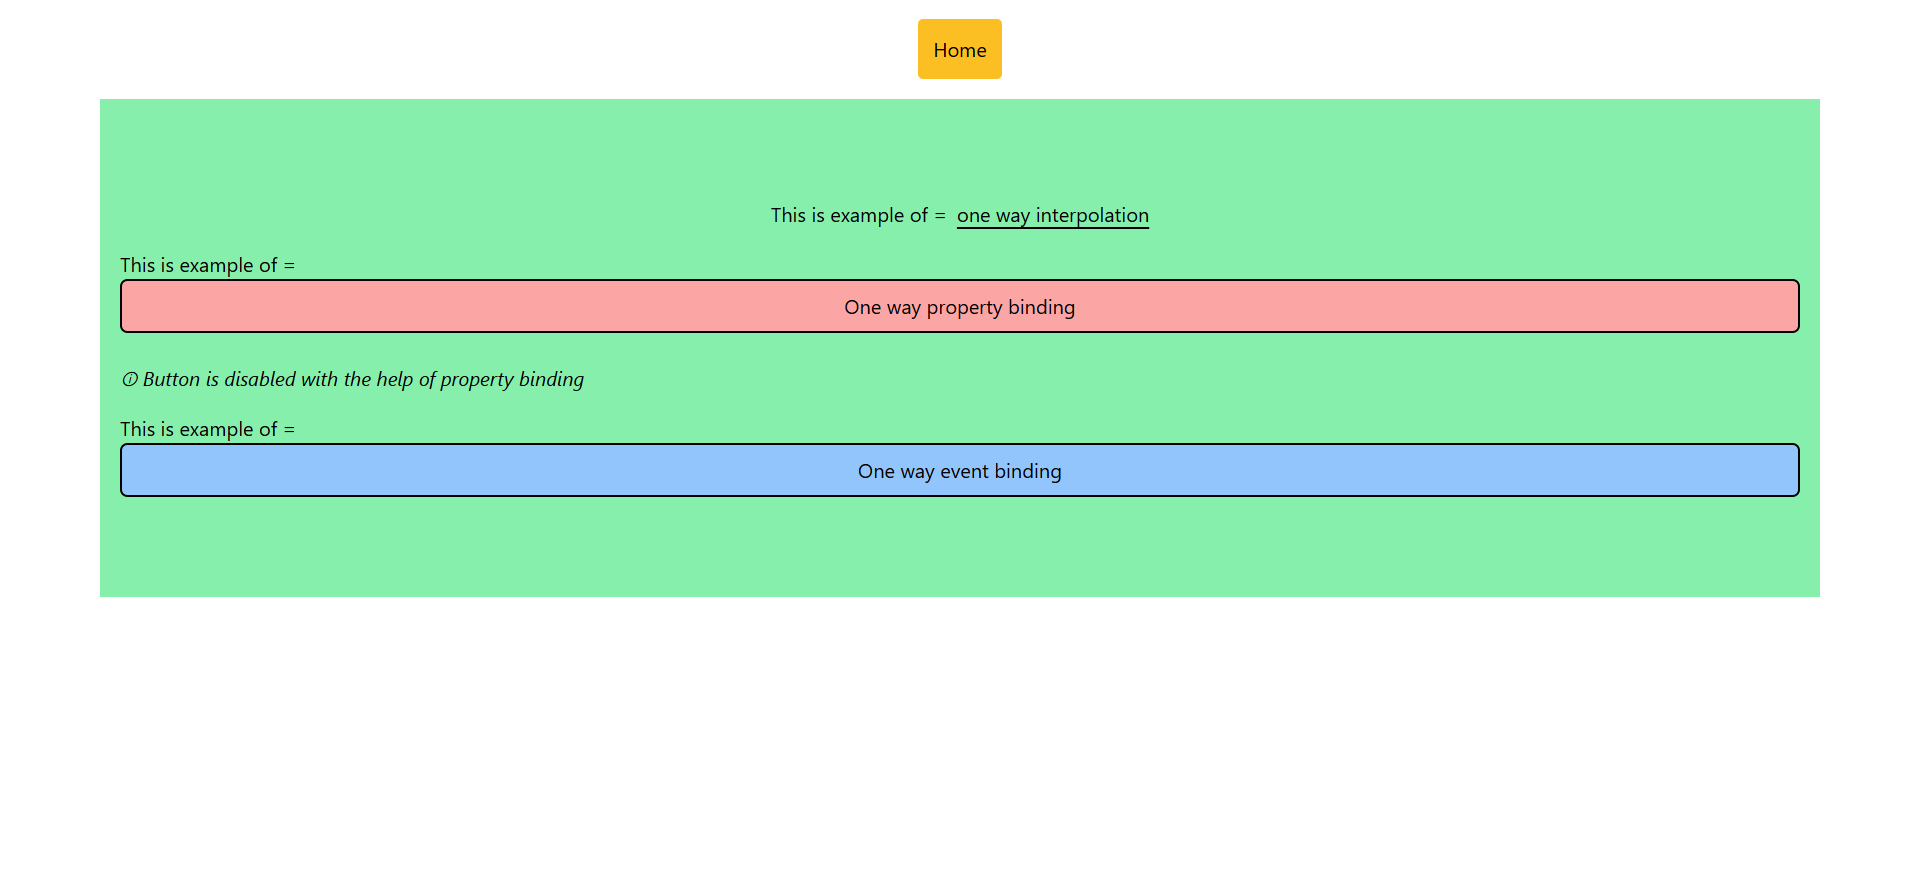 Home
This is example of = one way interpolation
This is example of =
One way property binding
ⓘ Button is disabled with the help of property binding
This is example of =
One way event binding